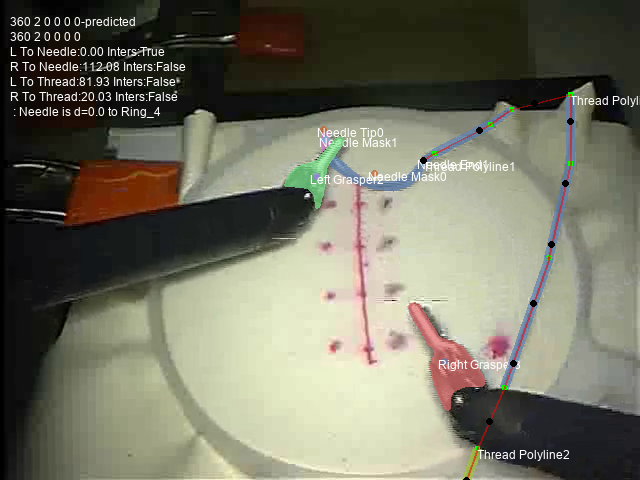 360 2 0 0 0 0-predicted
360 2 0 0 0 0
L To Needle:0.00 Inters:True
R To Needle:112.08 Inters:False
L To Thread:81.93 Inters:False
R To Thread:20.03 Inters:False
: Needle is d=0.0 to Ring_4
Thread Polyli
Needle Tip0
Needle Mask1
Needle End1
Thread Polyline1
Left Grasper2
Needle Mask0
Right Grasper3
Thread Polyline2